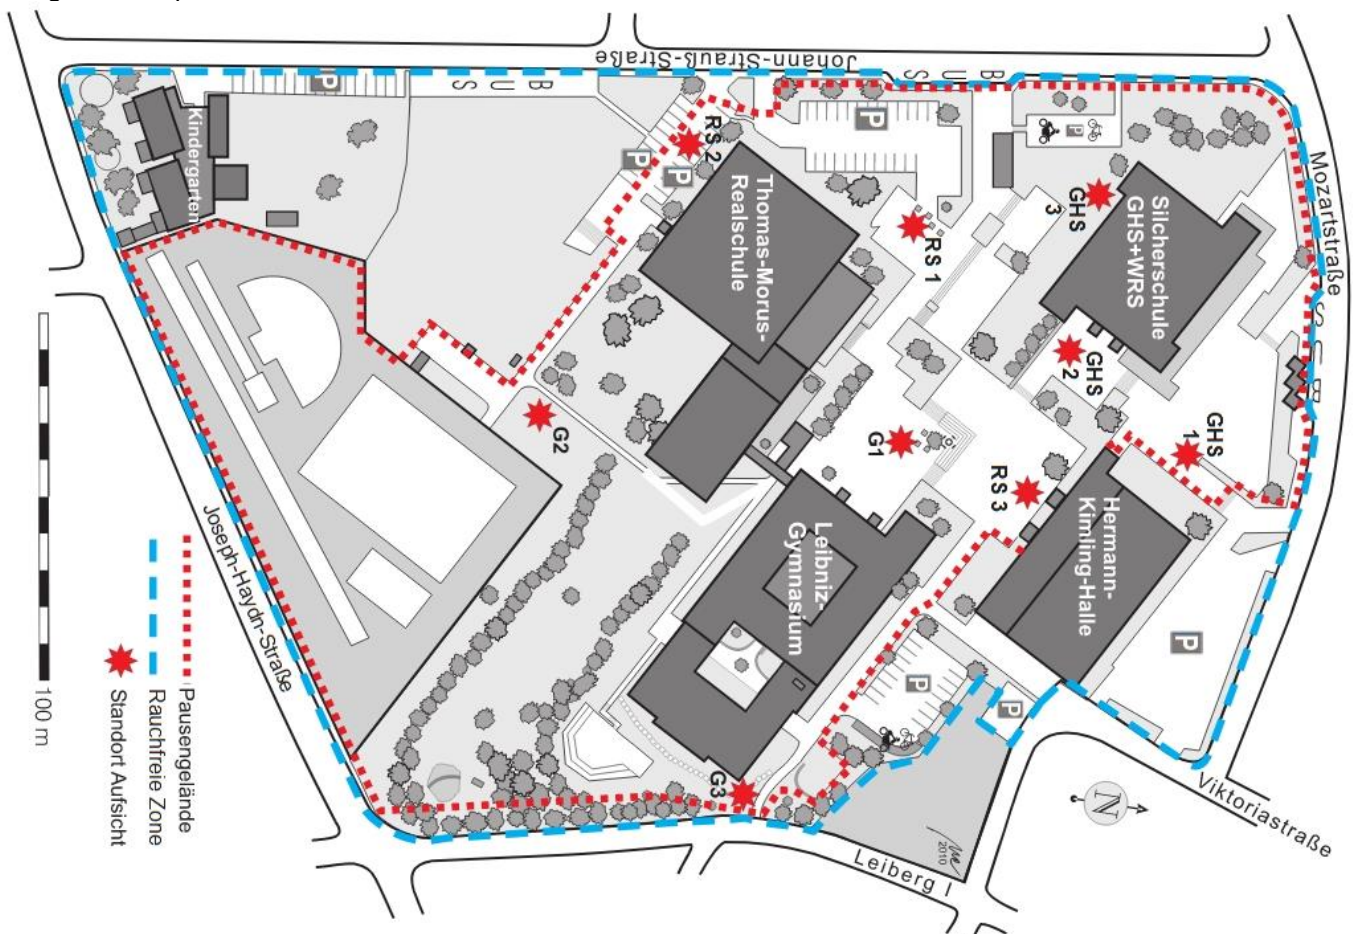 Johann-Strauß-Straße
BUS
BUS
P
P
P
P
P
Kindergarten
RS 2
Thomas-Morus-
Realschule
RS 1
GHS
3
Silcherschule
GHS+WRS
Mozartstraße
BUS
GHS
2
GHS
1
G1
G2
RS 3
Hermann-
Kimling-Halle
Leibniz-
Gymnasium
P
P
P
G3
Joseph-Haydn-Straße
Viktoriastraße
Leiberg I
N
2010
Pausengelände
Rauchfreie Zone
Standort Aufsicht
100 m